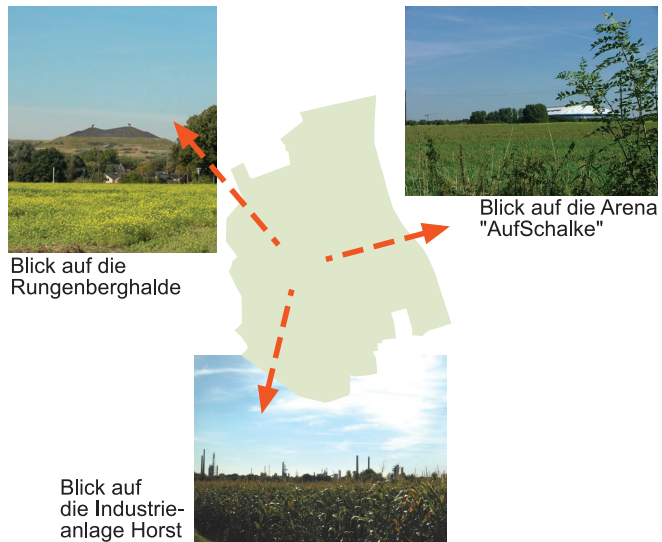 Blick auf die Arena
"AufSchalke"
Blick auf die
Rungenberghalde
Blick auf
die Industrie-
anlage Horst